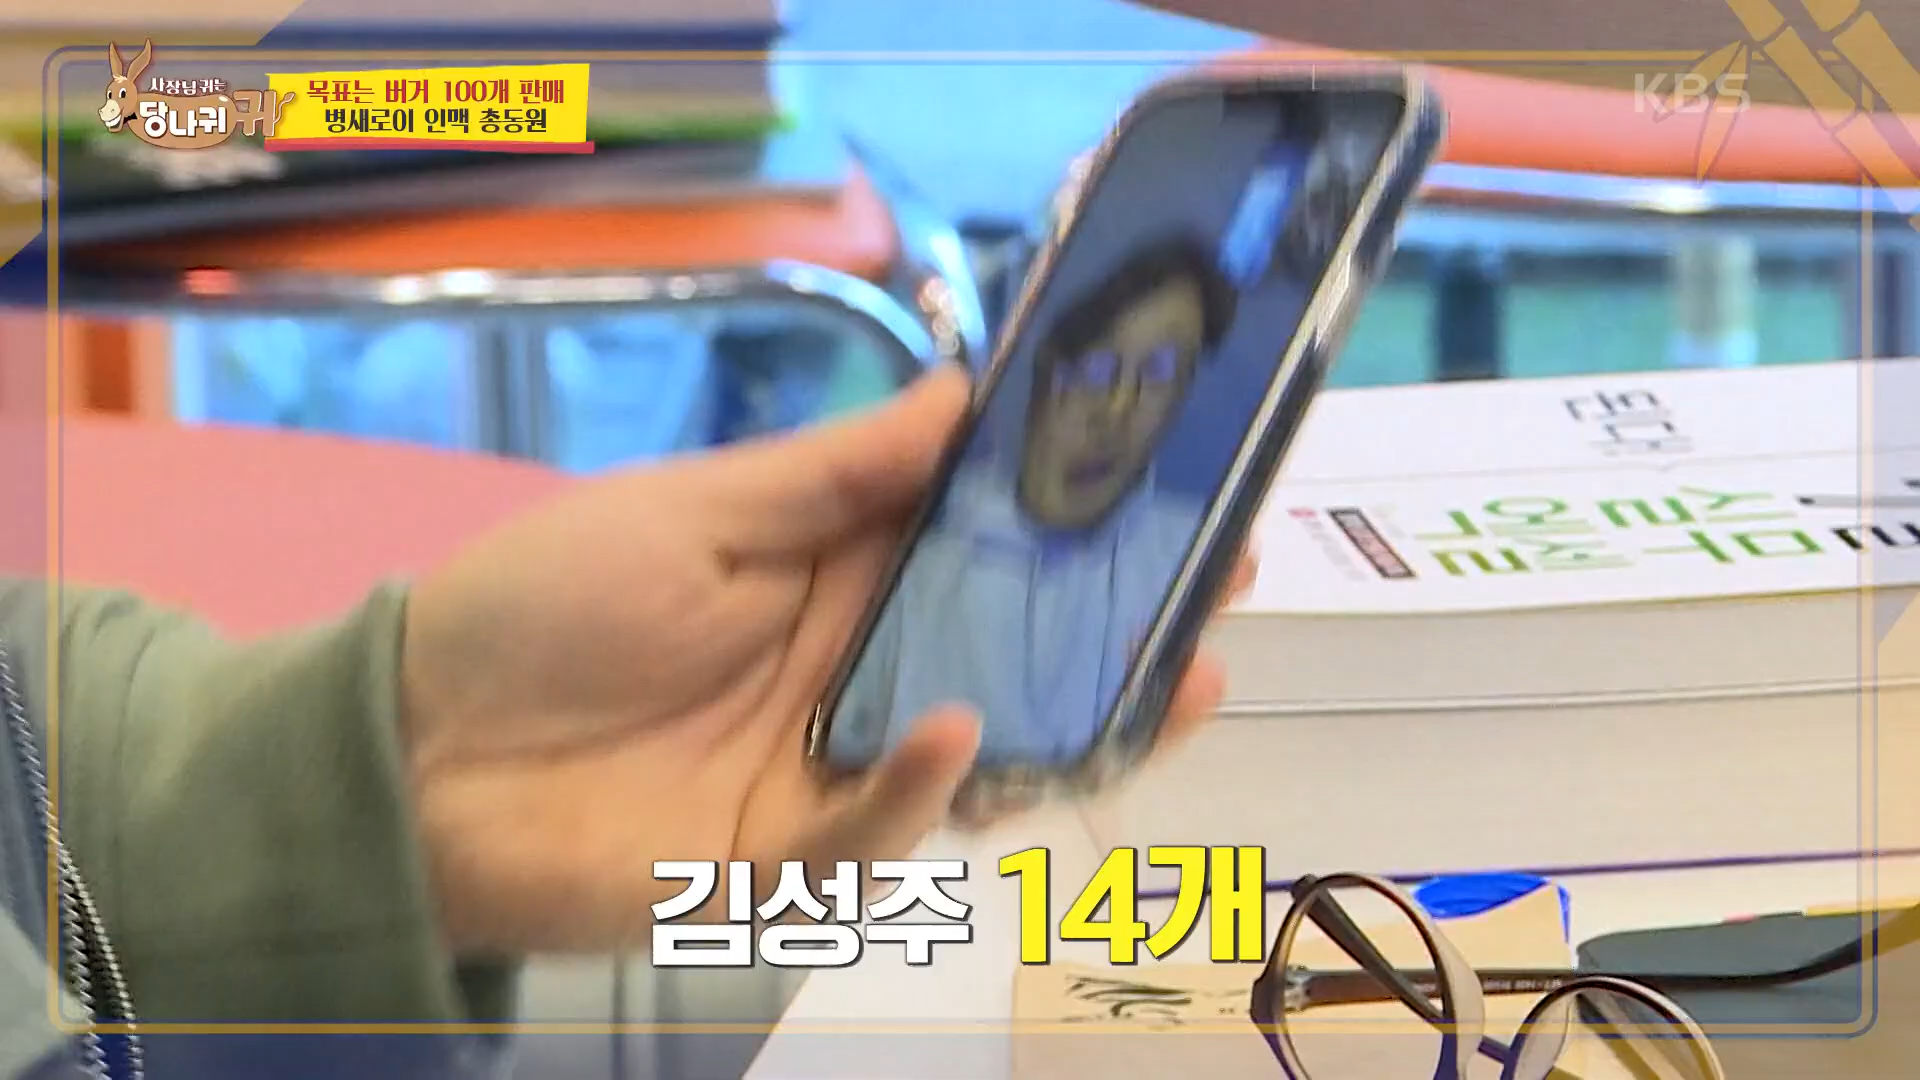 사장님 귀는
당나귀 귀
목표는 버거 100개 판매
병새로이 인맥 총동원
KBS
김성주 14개